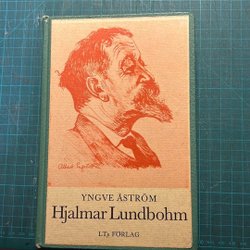 YNGVE ÅSTRÖM
Hjalmar Lundbohm
LTs FÖRLAG